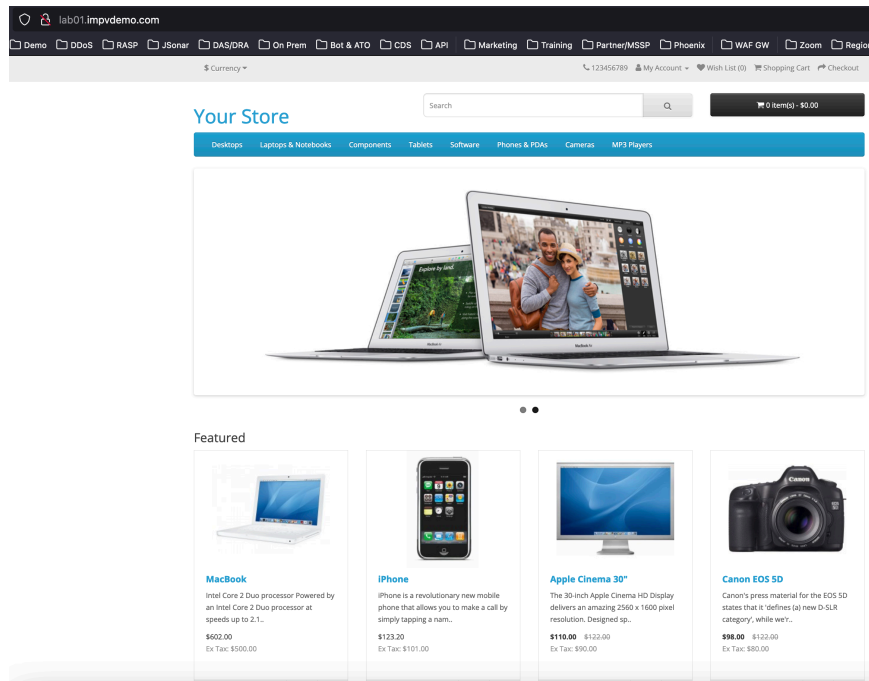 lab01.impvdemo.com
Demo DDoS RASP JSonar DAS/DRA On Prem Bot & ATO CDS API Marketing Training Partner/MSSP Phoenix WAF GW Zoom Regio
$ Currency 123456789 My Account Wish List (0) Shopping Cart Checkout
Your Store Search 0 item(s) - $0.00
Desktops Laptops & Notebooks Components Tablets Software Phones & PDAs Cameras MP3 Players
Explore by land.
MacBook Air
MacBook Air
Featured
Canon
MacBook
Intel Core 2 Duo processor Powered by
an Intel Core 2 Duo processor at
speeds up to 2.1..
$602.00
Ex Tax: $500.00
iPhone
iPhone is a revolutionary new mobile
phone that allows you to make a call by
simply tapping a nam..
$123.20
Ex Tax: $101.00
Apple Cinema 30"
The 30-inch Apple Cinema HD Display
delivers an amazing 2560 x 1600 pixel
resolution. Designed sp..
$110.00 $122.00
Ex Tax: $90.00
Canon EOS 5D
Canon's press material for the EOS 5D
states that it 'defines (a) new D-SLR
category', while we'r..
$98.00 $122.00
Ex Tax: $80.00